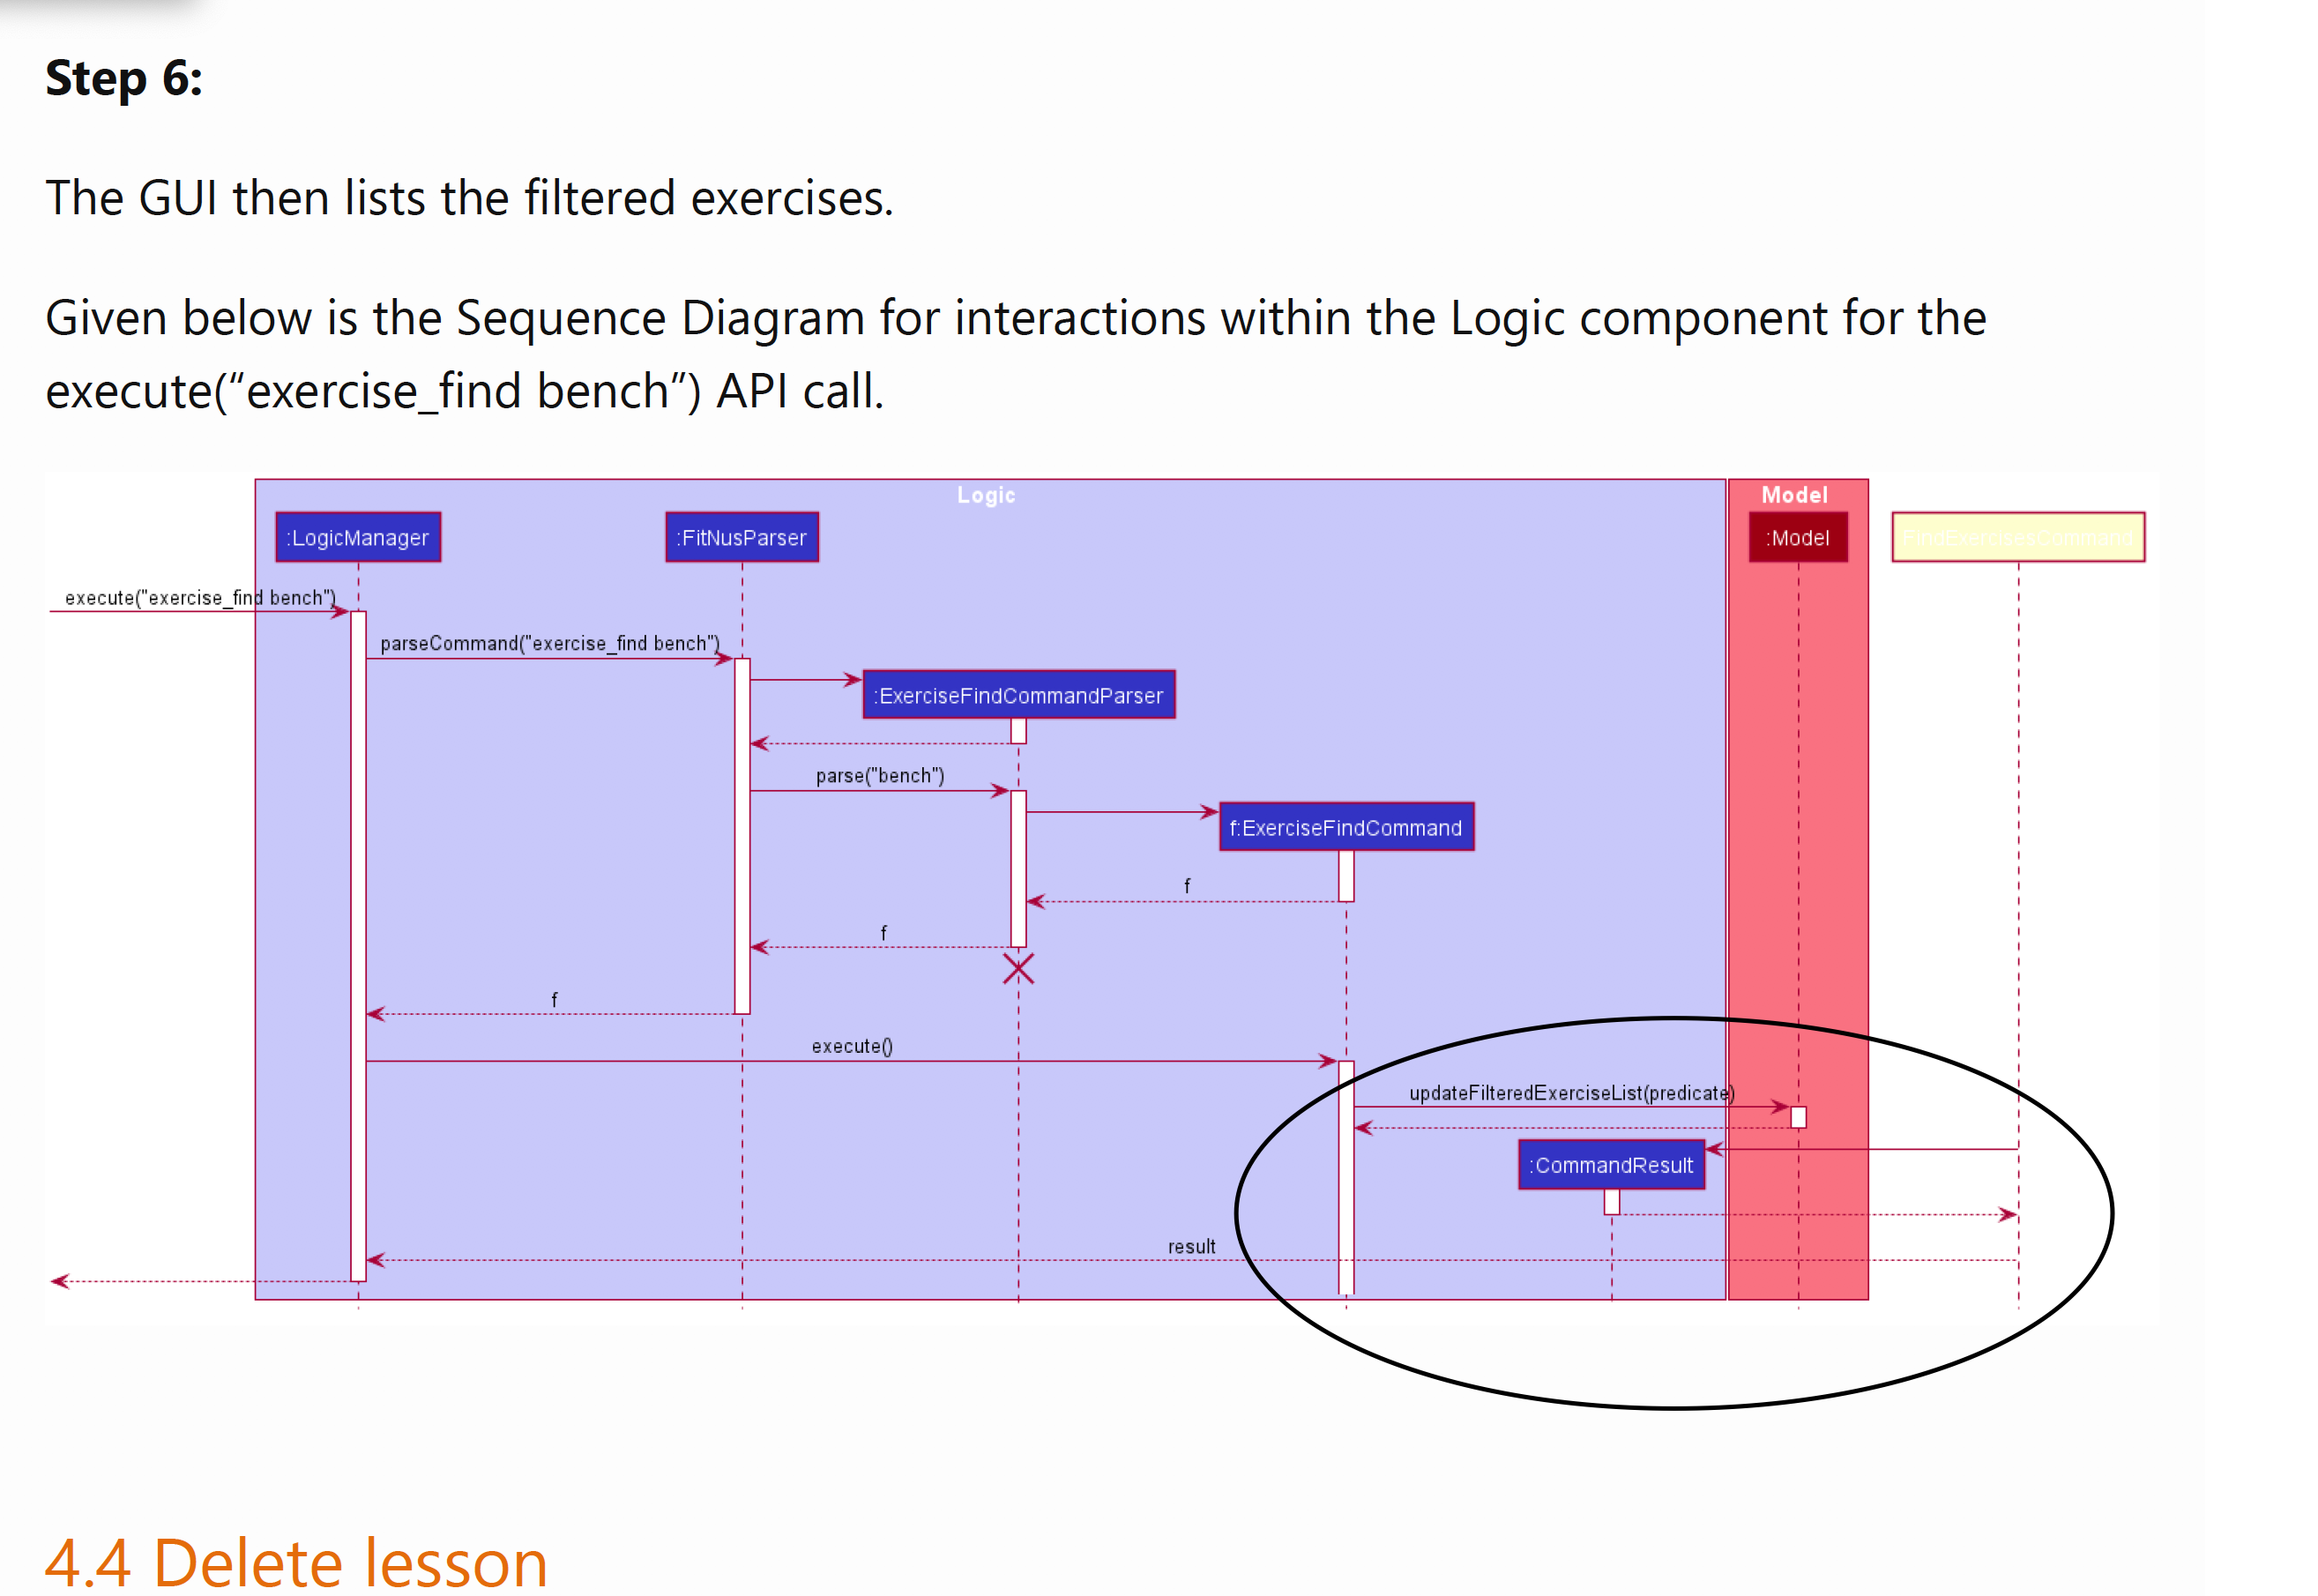 Step 6:
The GUI then lists the filtered exercises.
Given below is the Sequence Diagram for interactions within the Logic component for the
execute(“exercise_find bench”) API call.
Logic
Model
:LogicManager
:FitNusParser
:Model
FindExercisesCommand
execute("exercise_find bench")
parseCommand("exercise_find bench")
:ExerciseFindCommandParser
parse("bench")
f:ExerciseFindCommand
f
f
f
execute()
updateFilteredExerciseList(predicate)
:CommandResult
result
4.4 Delete lesson